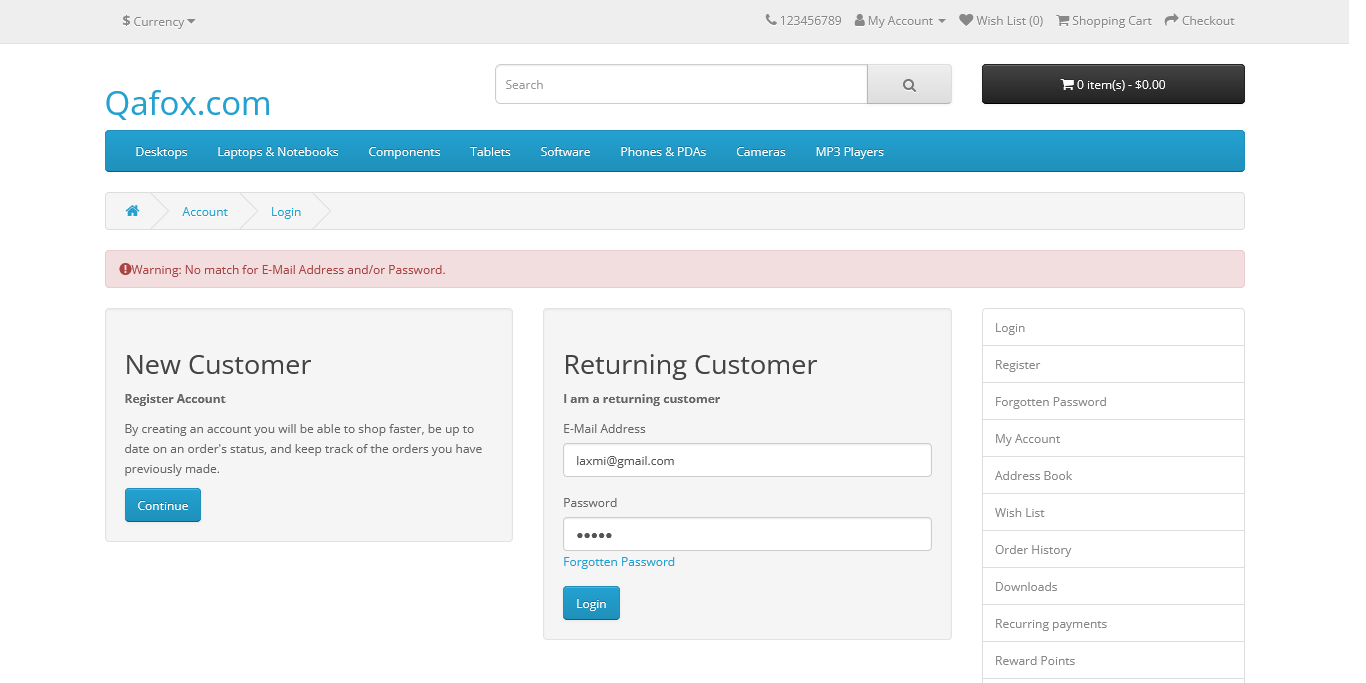 $ Currency
123456789 My Account Wish List (0) Shopping Cart Checkout
Qafox.com
Search
0 item(s) - $0.00
Desktops Laptops & Notebooks Components Tablets Software Phones & PDAs Cameras MP3 Players
Account Login
Warning: No match for E-Mail Address and/or Password.
New Customer
Register Account
By creating an account you will be able to shop faster, be up to
date on an order's status, and keep track of the orders you have
previously made.
Continue
Returning Customer
I am a returning customer
E-Mail Address
laxmi@gmail.com
Password
•••••
Forgotten Password
Login
Login
Register
Forgotten Password
My Account
Address Book
Wish List
Order History
Downloads
Recurring payments
Reward Points